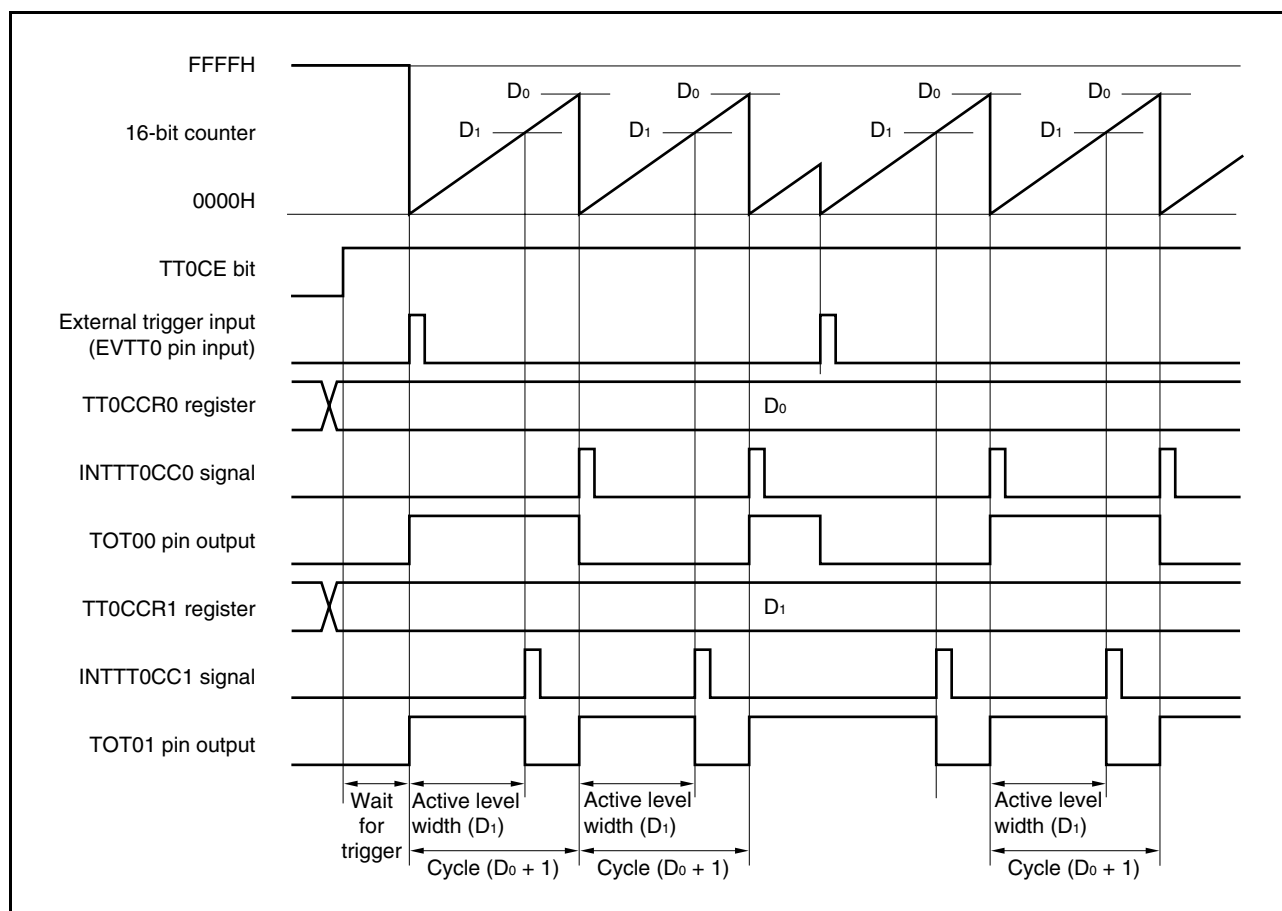 FFFFH
D0 D0 D0 D0
16-bit counter
D1 D1 D1 D1
0000H
TT0CE bit
External trigger input
(EVTT0 pin input)
TT0CCR0 register
D0
INTTT0CC0 signal
TOT00 pin output
TT0CCR1 register
D1
INTTT0CC1 signal
TOT01 pin output
Wait
for
trigger
Active level
width (D1)
Active level
width (D1)
Active level
width (D1)
Cycle (D0 + 1)
Cycle (D0 + 1)
Cycle (D0 + 1)